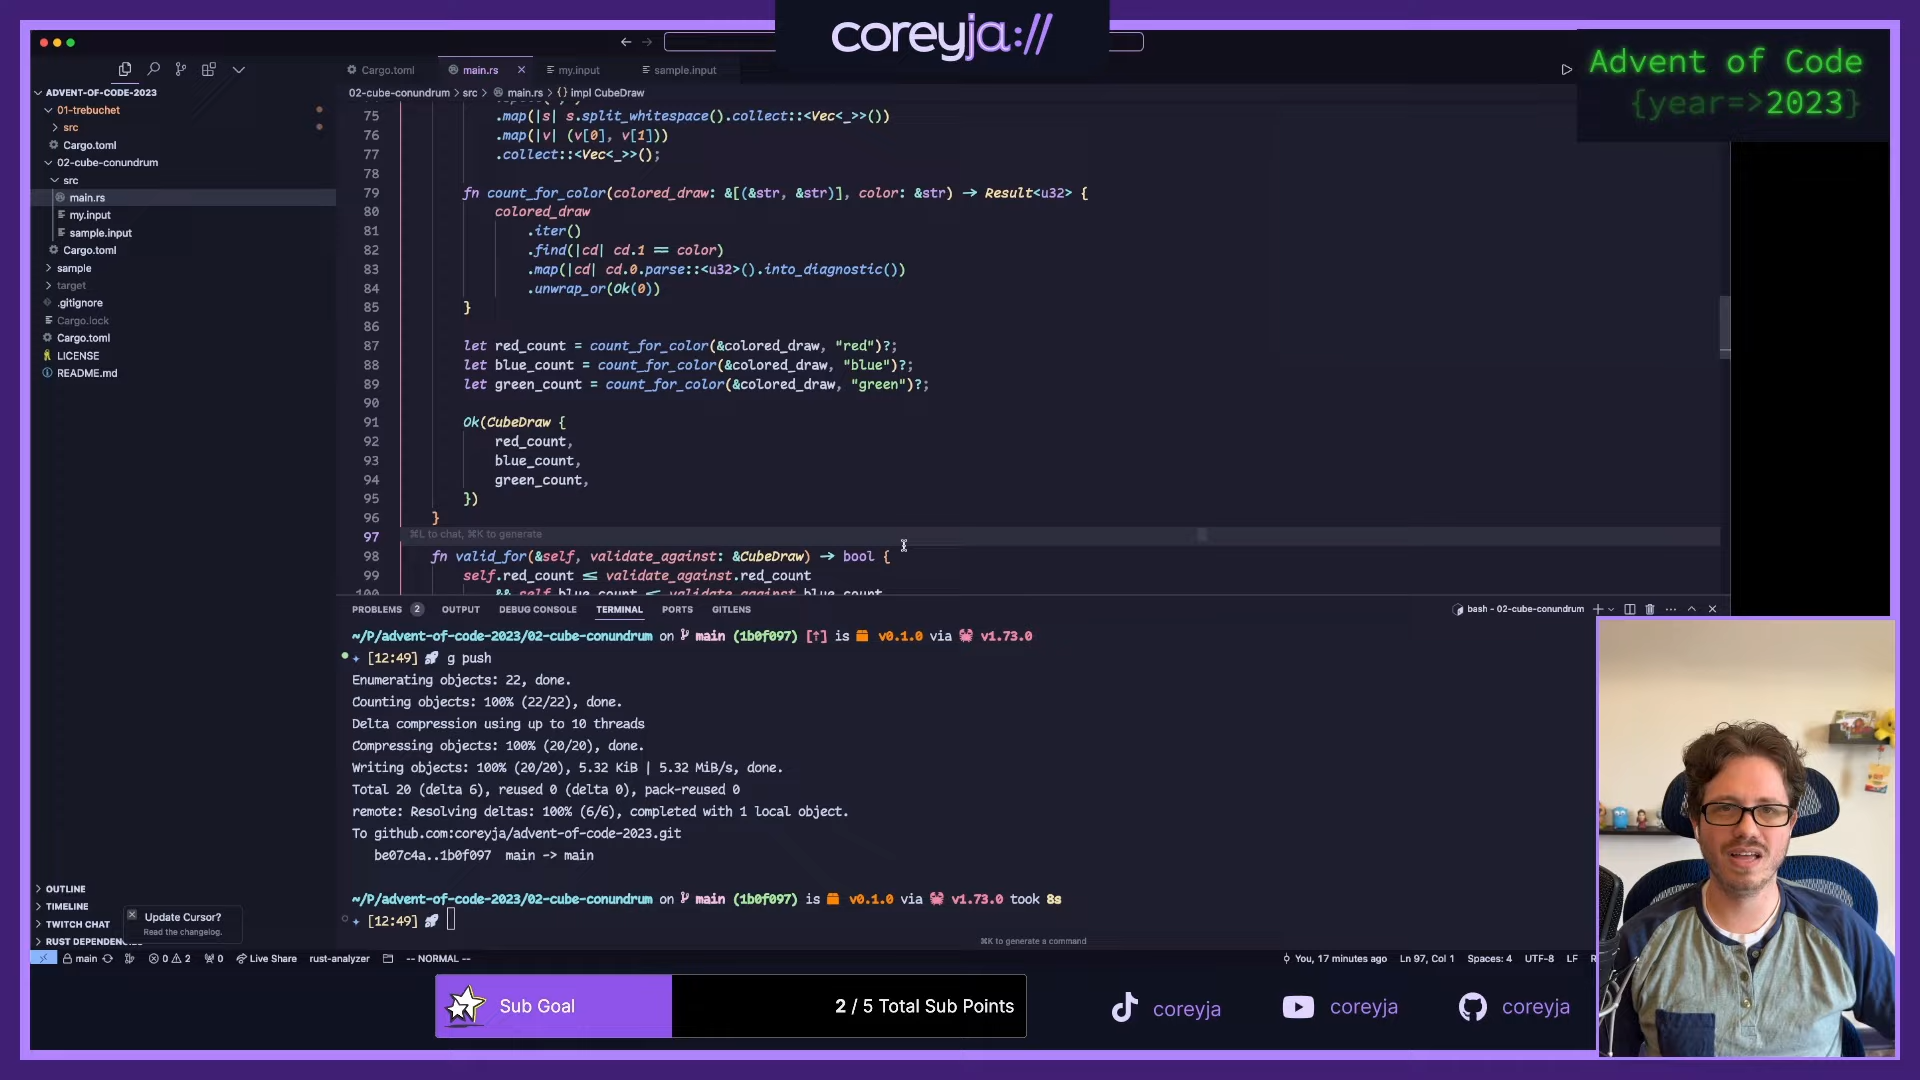 coreyja://
Advent of Code
{year=>2023}
Cargo.toml
main.rs
my.input
sample.input
ADVENT-OF-CODE-2023
01-trebuchet
src
Cargo.toml
02-cube-conundrum
src
main.rs
my.input
sample.input
Cargo.toml
sample
target
.gitignore
Cargo.lock
Cargo.toml
LICENSE
README.md
02-cube-conundrum > src > main.rs > {} impl CubeDraw
75 .map(|s| s.split_whitespace().collect::<Vec<_>>())
76 .map(|v| (v[0], v[1]))
77 .collect::<Vec<_>>();
78
79 fn count_for_color(colored_draw: &[(&str, &str)], color: &str) → Result<u32> {
80 colored_draw
81 .iter()
82 .find(|cd| cd.1 == color)
83 .map(|cd| cd.0.parse::<u32>().into_diagnostic())
84 .unwrap_or(Ok(0))
85 }
86
87 let red_count = count_for_color(&colored_draw, "red")?;
88 let blue_count = count_for_color(&colored_draw, "blue")?;
89 let green_count = count_for_color(&colored_draw, "green")?;
90
91 Ok(CubeDraw {
92 red_count,
93 blue_count,
94 green_count,
95 })
96 }
97 ⌘L to chat, ⌘K to generate
98 fn valid_for(&self, validate_against: &CubeDraw) → bool {
99 self.red_count ≤ validate_against.red_count
100 && self.blue_count ≤ validate_against.blue_count
PROBLEMS 2 OUTPUT DEBUG CONSOLE TERMINAL PORTS GITLENS
bash - 02-cube-conundrum
~/P/advent-of-code-2023/02-cube-conundrum on main (1b0f097) [↑] is v0.1.0 via v1.73.0
[12:49] g push
Enumerating objects: 22, done.
Counting objects: 100% (22/22), done.
Delta compression using up to 10 threads
Compressing objects: 100% (20/20), done.
Writing objects: 100% (20/20), 5.32 KiB | 5.32 MiB/s, done.
Total 20 (delta 6), reused 0 (delta 0), pack-reused 0
remote: Resolving deltas: 100% (6/6), completed with 1 local object.
To github.com:coreyja/advent-of-code-2023.git
be07c4a..1b0f097 main -> main
~/P/advent-of-code-2023/02-cube-conundrum on main (1b0f097) is v0.1.0 via v1.73.0 took 8s
[12:49]
⌘K to generate a command
OUTLINE
TIMELINE
TWITCH CHAT
RUST DEPENDENC
Update Cursor?
Read the changelog.
main 0 2 0 Live Share rust-analyzer -- NORMAL --
You, 17 minutes ago Ln 97, Col 1 Spaces: 4 UTF-8 LF
Sub Goal
2 / 5 Total Sub Points
coreyja
coreyja
coreyja